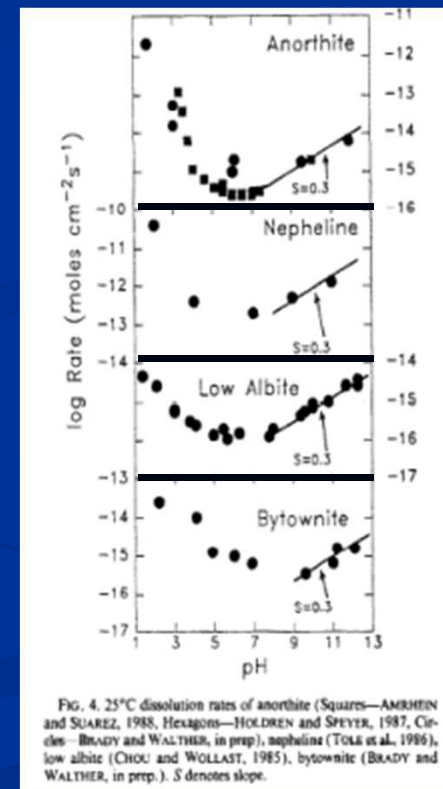 Anorthite
-11
-12
-13
-14
-15
-16
S=0.3
log Rate (moles cm⁻²s⁻¹)
Nepheline
-10
-11
-12
-13
-14
S=0.3
Low Albite
-14
-15
-16
-17
S=0.3
Bytownite
-13
-14
-15
-16
-17
S=0.3
1 3 5 7 9 11 13
pH
FIG. 4. 25°C dissolution rates of anorthite (Squares—AMRHEIN
and SUAREZ, 1988, Hexagons—HOLDREN and SPEYER, 1987, Cir-
cles—BRADY and WALTHER, in prep), nepheline (TOLE et al., 1986),
low albite (CHOU and WOLLAST, 1985), bytownite (BRADY and
WALTHER, in prep.). S denotes slope.